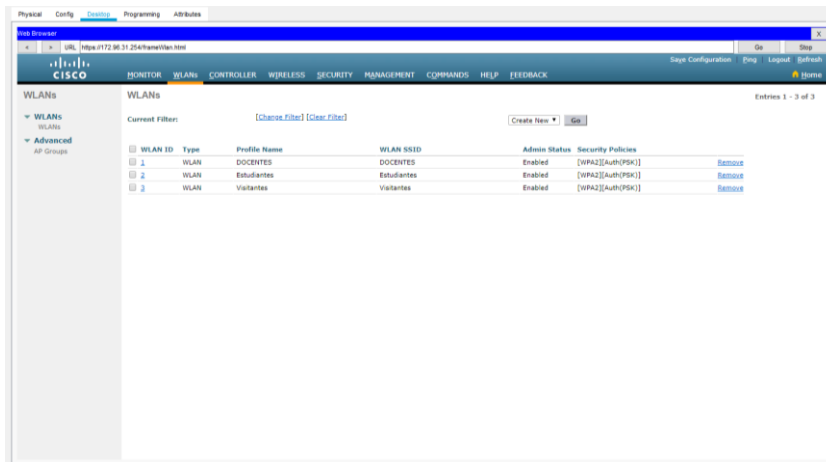 Physical Config Desktop Programming Attributes
Web Browser X
< > URL https://172.96.31.254/frameWlan.html Go Stop
Save Configuration Ping Logout Refresh
CISCO MONITOR WLANs CONTROLLER WIRELESS SECURITY MANAGEMENT COMMANDS HELP FEEDBACK Home
WLANs WLANs Entries 1 - 3 of 3
WLANs Current Filter: [Change Filter] [Clear Filter] Create New Go
WLANs
Advanced
AP Groups
WLAN ID Type Profile Name WLAN SSID Admin Status Security Policies
1 WLAN DOCENTES DOCENTES Enabled [WPA2][Auth(PSK)] Remove
2 WLAN Estudiantes Estudiantes Enabled [WPA2][Auth(PSK)] Remove
3 WLAN Visitantes Visitantes Enabled [WPA2][Auth(PSK)] Remove